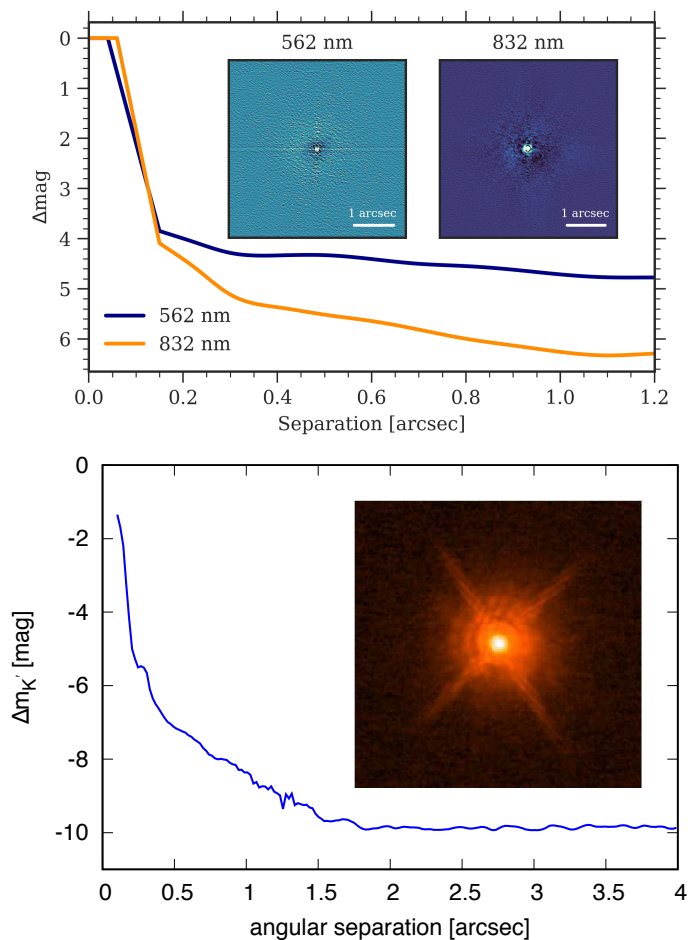 562 nm
832 nm
0
1
2
3
4
5
6
Δmag
1 arcsec
1 arcsec
562 nm
832 nm
0.0 0.2 0.4 0.6 0.8 1.0 1.2
Separation [arcsec]
0
-2
-4
-6
-8
-10
Δm_K′ [mag]
0 0.5 1 1.5 2 2.5 3 3.5 4
angular separation [arcsec]